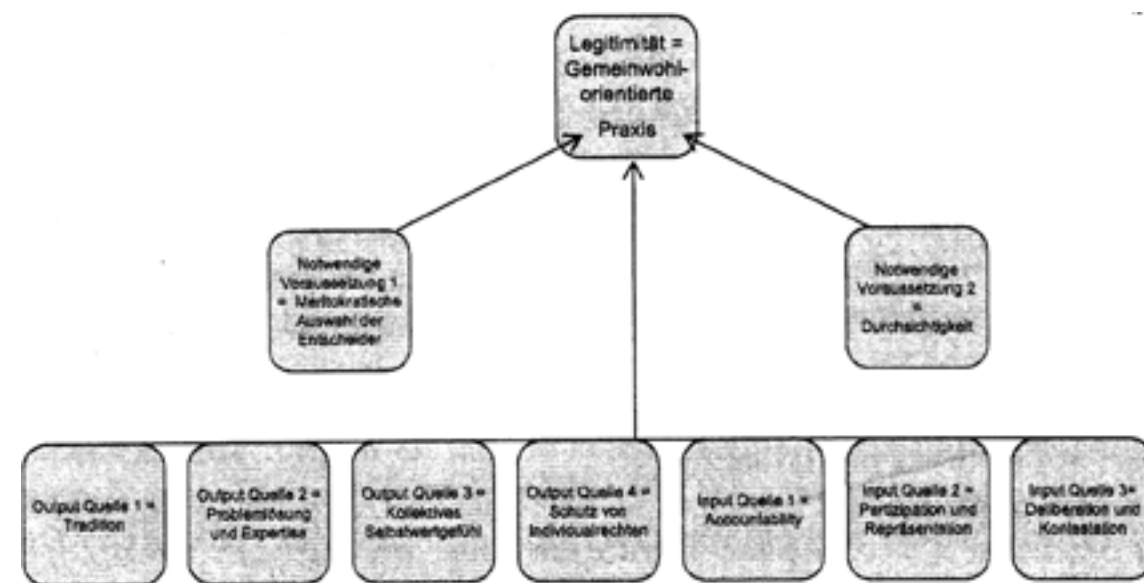 Legitimität =
Gemeinwohl-
orientierte
Praxis
Notwendige
Voraussetzung 1
= Meritokratische
Auswahl der
Entscheider
Notwendige
Voraussetzung 2
=
Durchsichtigkeit
Output Quelle 1 =
Tradition
Output Quelle 2 =
Problemlösung
und Expertise
Output Quelle 3 =
Kollektives
Selbstwertgefühl
Output Quelle 4 =
Schutz von
Individualrechten
Input Quelle 1 =
Accountability
Input Quelle 2 =
Partizipation und
Repräsentation
Input Quelle 3=
Deliberation und
Kontestation